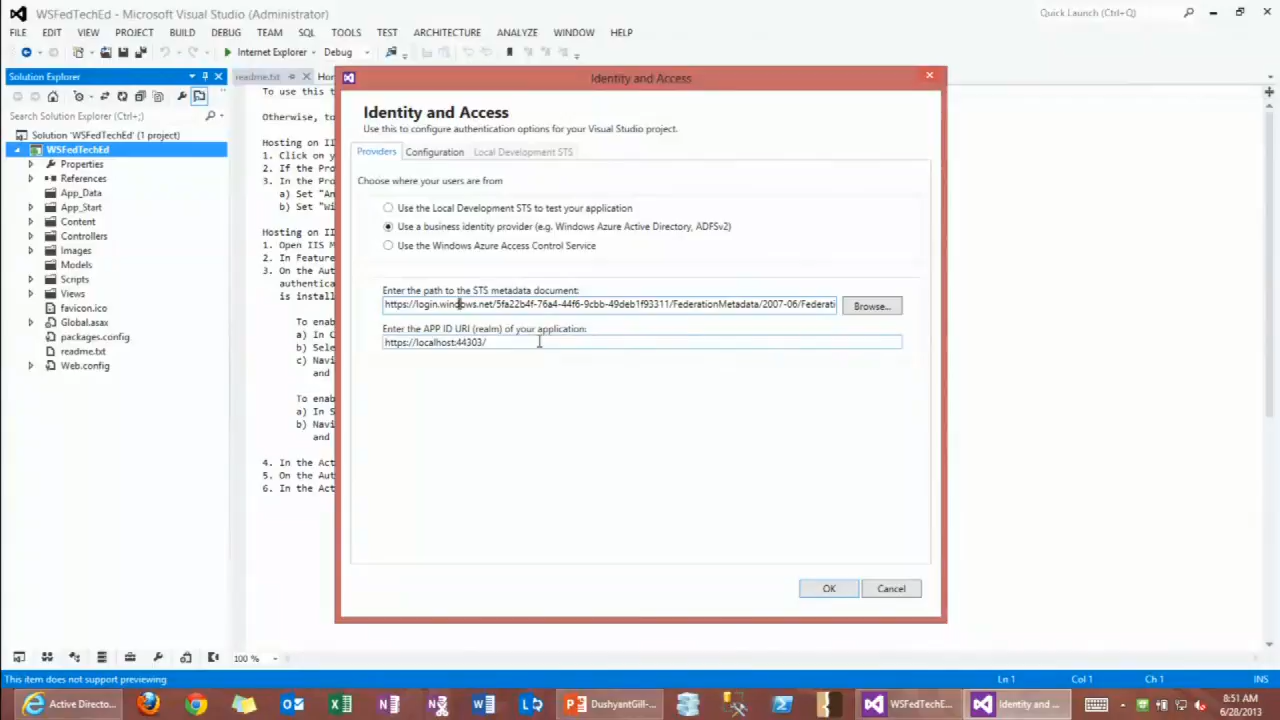 WSFedTechEd - Microsoft Visual Studio (Administrator)
Quick Launch (Ctrl+Q)
FILE EDIT VIEW PROJECT BUILD DEBUG TEAM SQL TOOLS TEST ARCHITECTURE ANALYZE WINDOW HELP
Internet Explorer Debug
Solution Explorer
readme.txt Hom
Search Solution Explorer (Ctrl+;)
Solution 'WSFedTechEd' (1 project)
WSFedTechEd
Properties
References
App_Data
App_Start
Content
Controllers
Images
Models
Scripts
Views
favicon.ico
Global.asax
packages.config
readme.txt
Web.config
To use this t
Otherwise, to
Hosting on II
1. Click on y
2. If the Pro
3. In the Pro
a) Set "An
b) Set "Wi
Hosting on II
1. Open IIS M
2. In Feature
3. On the Aut
authentica
is install
To enab
a) In C
b) Sele
c) Navi
and
To enab
a) In S
b) Navi
and
4. In the Act
5. On the Aut
6. In the Act
Identity and Access
Identity and Access
Use this to configure authentication options for your Visual Studio project.
Providers Configuration Local Development STS
Choose where your users are from
Use the Local Development STS to test your application
Use a business identity provider (e.g. Windows Azure Active Directory, ADFSv2)
Use the Windows Azure Access Control Service
Enter the path to the STS metadata document:
https://login.windows.net/5fa22b4f-76a4-44f6-9cbb-49deb1f93311/FederationMetadata/2007-06/Federati
Browse...
Enter the APP ID URI (realm) of your application:
https://localhost:44303/
OK Cancel
100 %
This item does not support previewing
Ln 1 Col 1 Ch 1 INS
Active Directo... DushyantGill-... WSFedTechE... Identity and ...
8:51 AM
6/28/2013